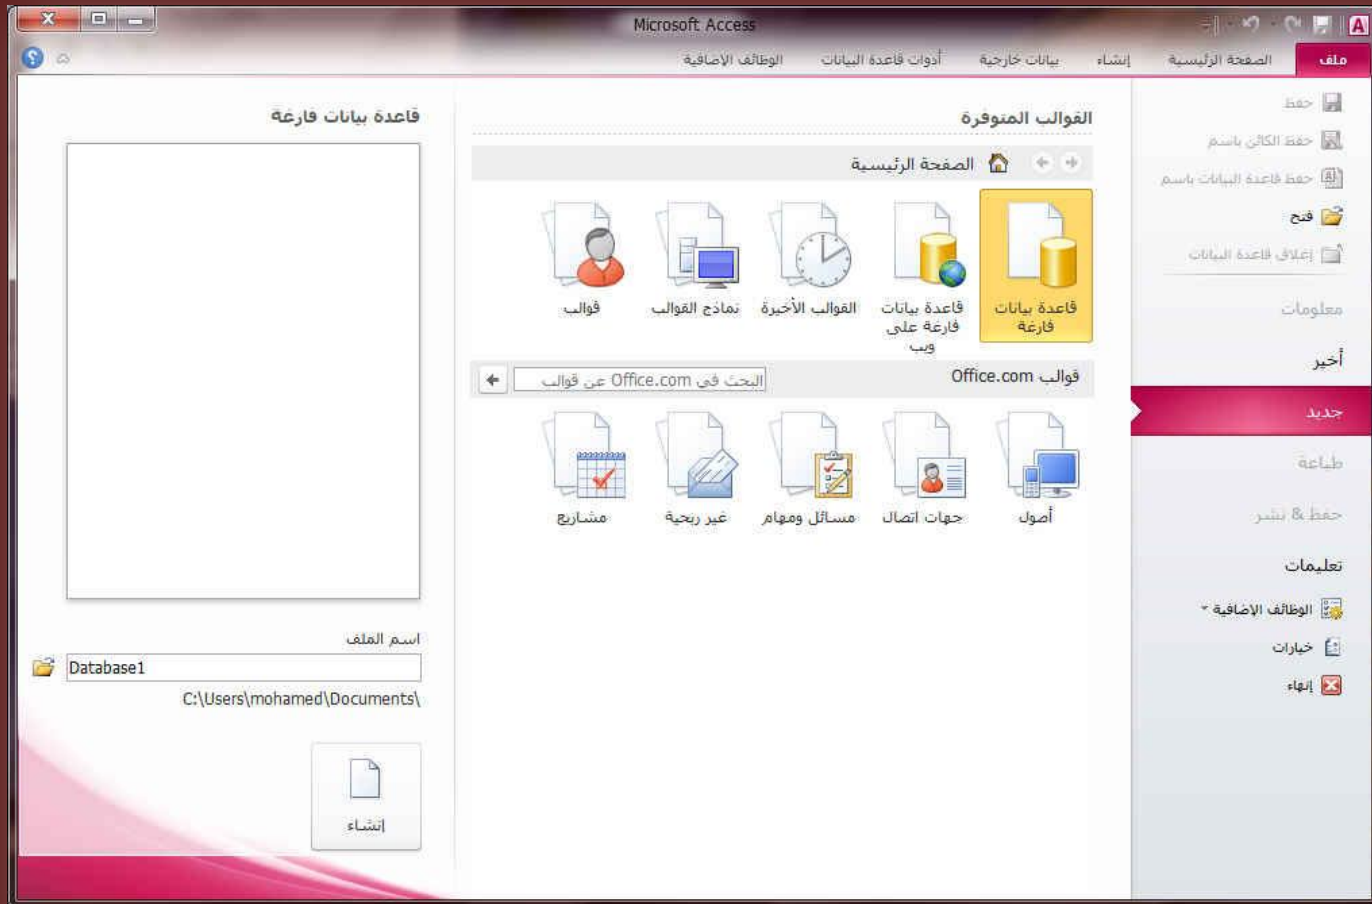 Microsoft Access
ملف
الصفحة الرئيسية
إنشاء
بيانات خارجية
أدوات قاعدة البيانات
الوظائف الإضافية
حفظ
حفظ الكائن باسم
حفظ قاعدة البيانات باسم
فتح
إغلاق قاعدة البيانات
معلومات
أخير
جديد
طباعة
حفظ & نشر
تعليمات
الوظائف الإضافية
خيارات
إنهاء
القوالب المتوفرة
الصفحة الرئيسية
قاعدة بيانات
فارغة
قاعدة بيانات
فارغة على
ويب
القوالب الأخيرة
نماذج القوالب
قوالب
قوالب Office.com
البحث في Office.com عن قوالب
أصول
جهات اتصال
مسائل ومهام
غير ربحية
مشاريع
قاعدة بيانات فارغة
اسم الملف
Database1
C:\Users\mohamed\Documents\
إنشاء